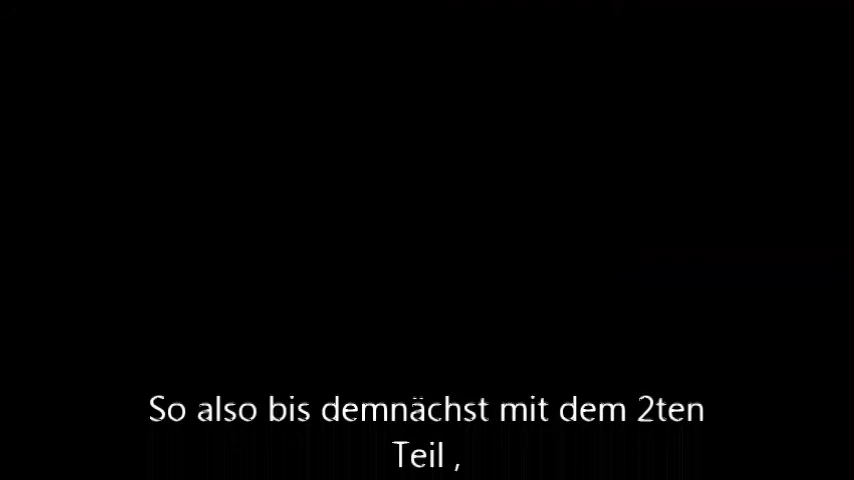 So also bis demnächst mit dem 2ten
Teil ,